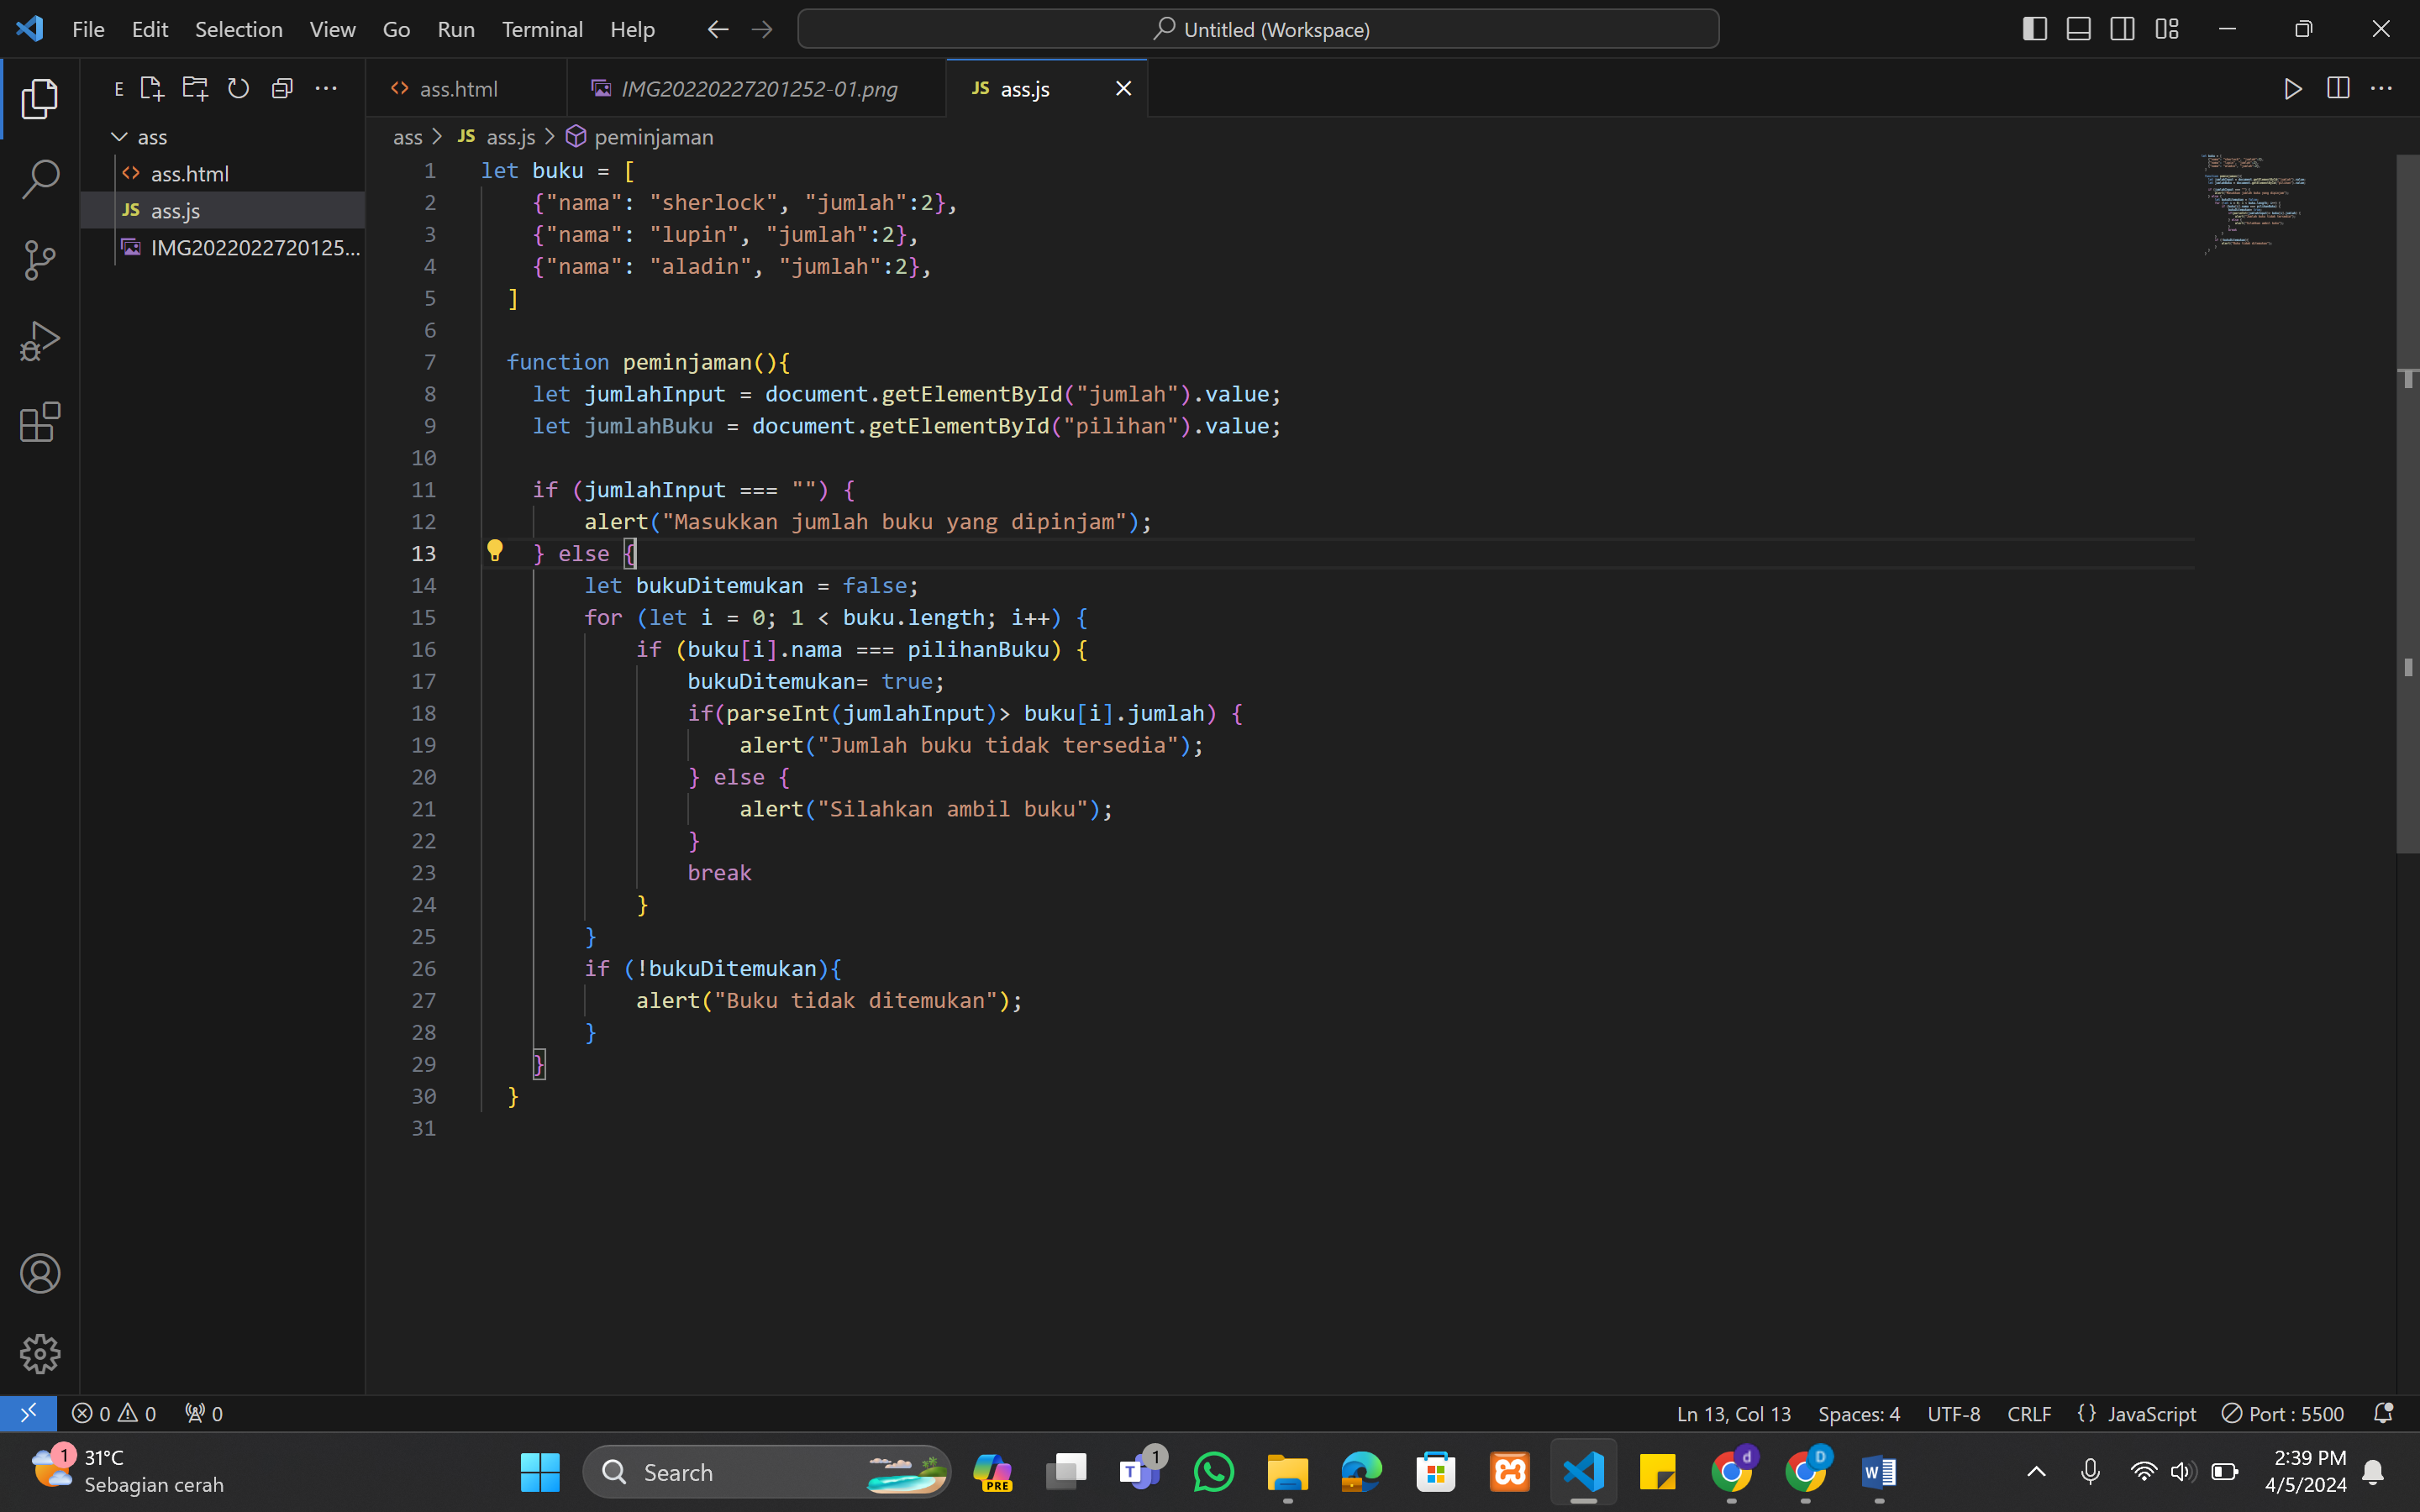 File Edit Selection View Go Run Terminal Help Untitled (Workspace)
E
ass
ass.html
ass.js
IMG2022022720125...
ass.html IMG20220227201252-01.png JS ass.js
ass > JS ass.js > peminjaman
1 let buku = [
2 {"nama": "sherlock", "jumlah":2},
3 {"nama": "lupin", "jumlah":2},
4 {"nama": "aladin", "jumlah":2},
5 ]
6
7 function peminjaman(){
8 let jumlahInput = document.getElementById("jumlah").value;
9 let jumlahBuku = document.getElementById("pilihan").value;
10
11 if (jumlahInput === "") {
12 alert("Masukkan jumlah buku yang dipinjam");
13 } else {
14 let bukuDitemukan = false;
15 for (let i = 0; 1 < buku.length; i++) {
16 if (buku[i].nama === pilihanBuku) {
17 bukuDitemukan= true;
18 if(parseInt(jumlahInput)> buku[i].jumlah) {
19 alert("Jumlah buku tidak tersedia");
20 } else {
21 alert("Silahkan ambil buku");
22 }
23 break
24 }
25 }
26 if (!bukuDitemukan){
27 alert("Buku tidak ditemukan");
28 }
29 }
30 }
31
0 0 0 Ln 13, Col 13 Spaces: 4 UTF-8 CRLF {} JavaScript Port : 5500
1 31°C
Sebagian cerah
Search
PRE
T 1
d
D
W
2:39 PM
4/5/2024